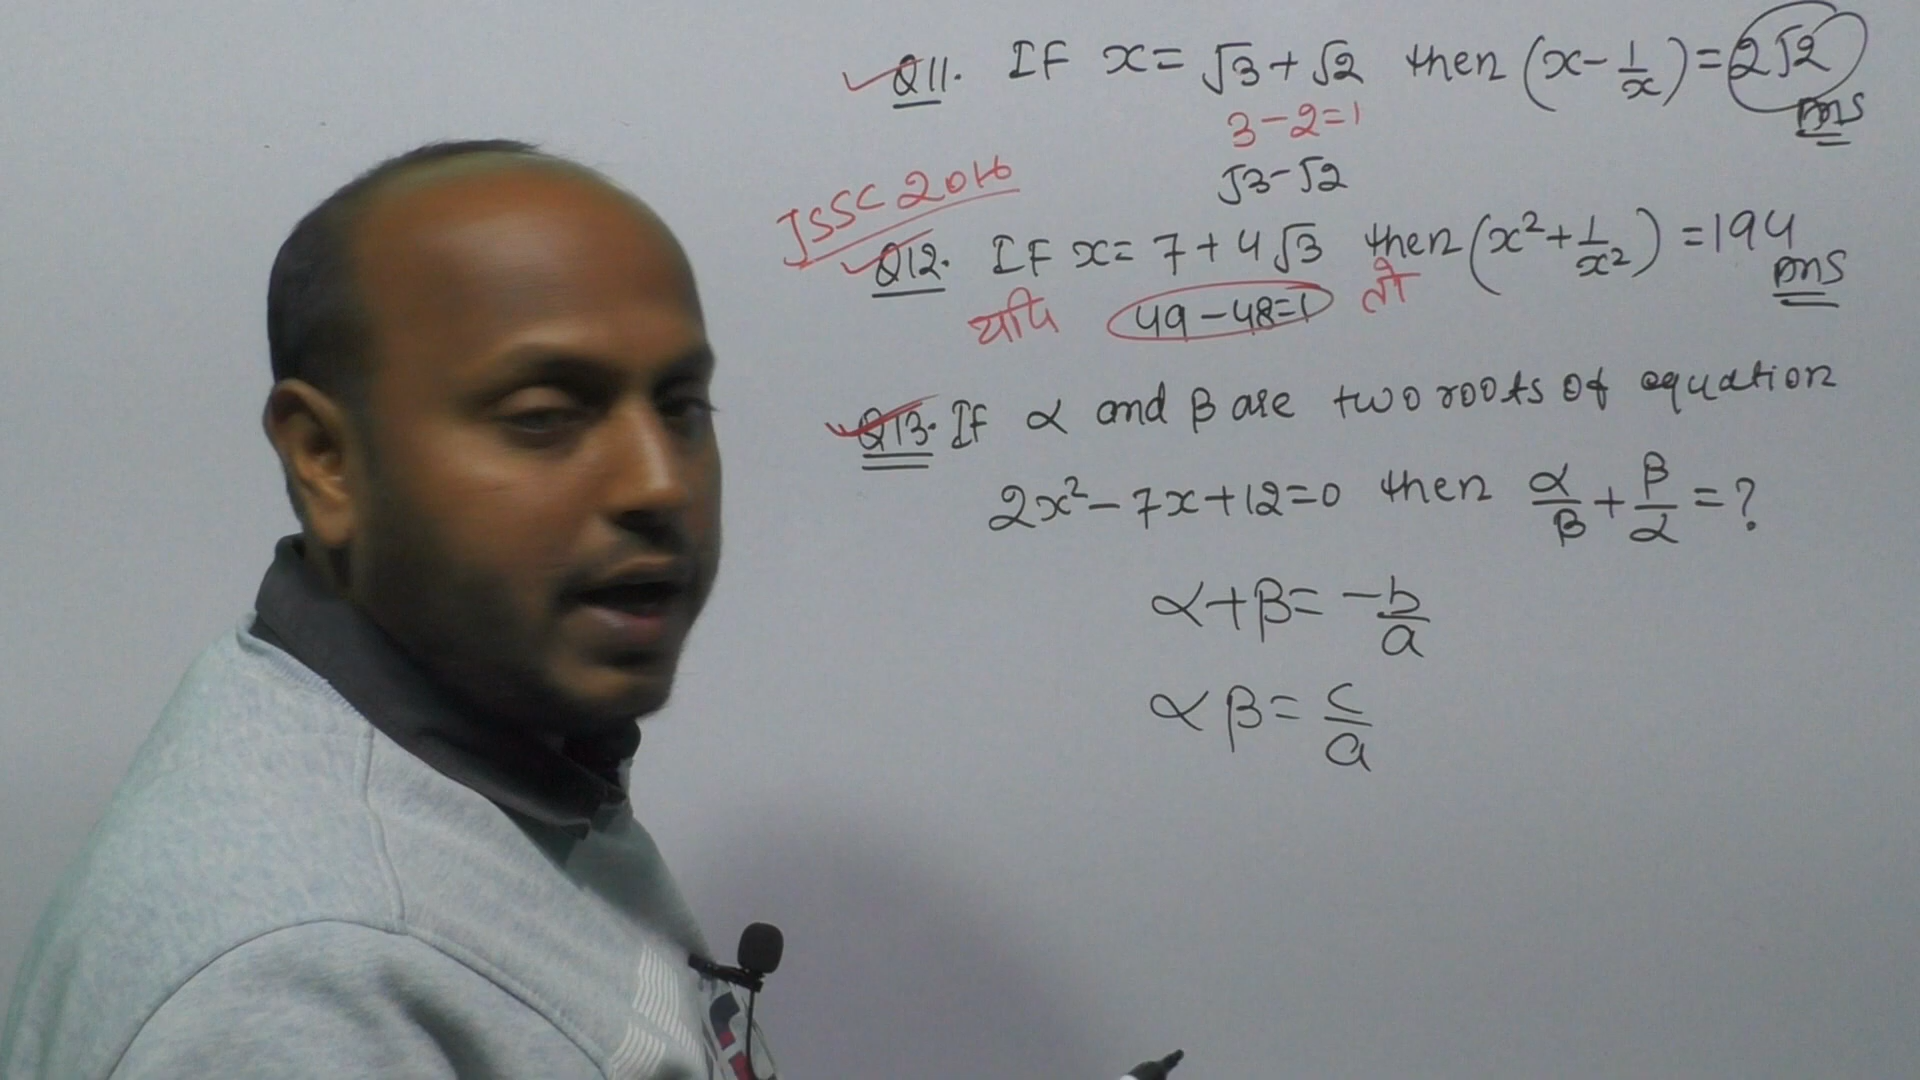 Q11. If x = √3 + √2 then (x - 1/x) = 2√2
Ans
3 - 2 = 1
√3 - √2
JSSC 2016
Q12. If x = 7 + 4√3 then (x² + 1/x²) = 194
Ans
यदि 49 - 48 = 1 तो
Q13. If α and β are two roots of equation
2x² - 7x + 12 = 0 then α/β + β/α = ?
α + β = -b/a
αβ = c/a